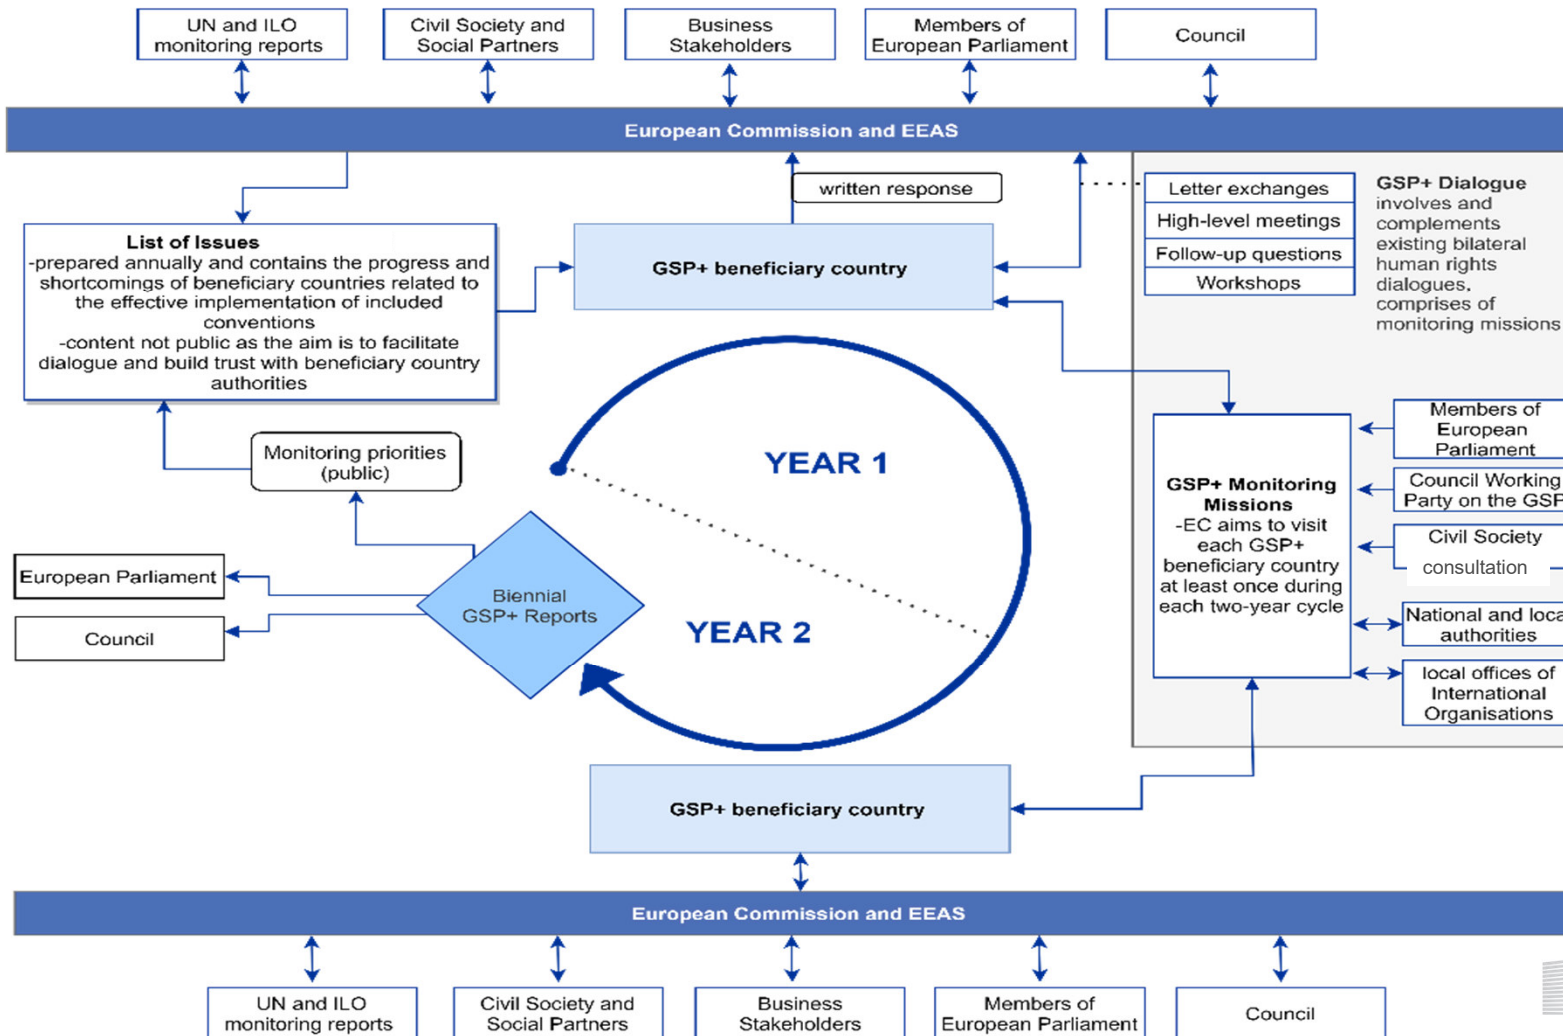 UN and ILO
monitoring reports
Civil Society and
Social Partners
Business
Stakeholders
Members of
European Parliament
Council
European Commission and EEAS
written response
List of Issues
-prepared annually and contains the progress and
shortcomings of beneficiary countries related to
the effective implementation of included
conventions
-content not public as the aim is to facilitate
dialogue and build trust with beneficiary country
authorities
GSP+ beneficiary country
Letter exchanges
High-level meetings
Follow-up questions
Workshops
GSP+ Dialogue
involves and
complements
existing bilateral
human rights
dialogues.
comprises of
monitoring missions
Monitoring priorities
(public)
YEAR 1
YEAR 2
Biennial
GSP+ Reports
European Parliament
Council
GSP+ Monitoring
Missions
-EC aims to visit
each GSP+
beneficiary country
at least once during
each two-year cycle
Members of
European
Parliament
Council Working
Party on the GSP
Civil Society
consultation
National and loca
authorities
local offices of
International
Organisations
GSP+ beneficiary country
European Commission and EEAS
UN and ILO
monitoring reports
Civil Society and
Social Partners
Business
Stakeholders
Members of
European Parliament
Council